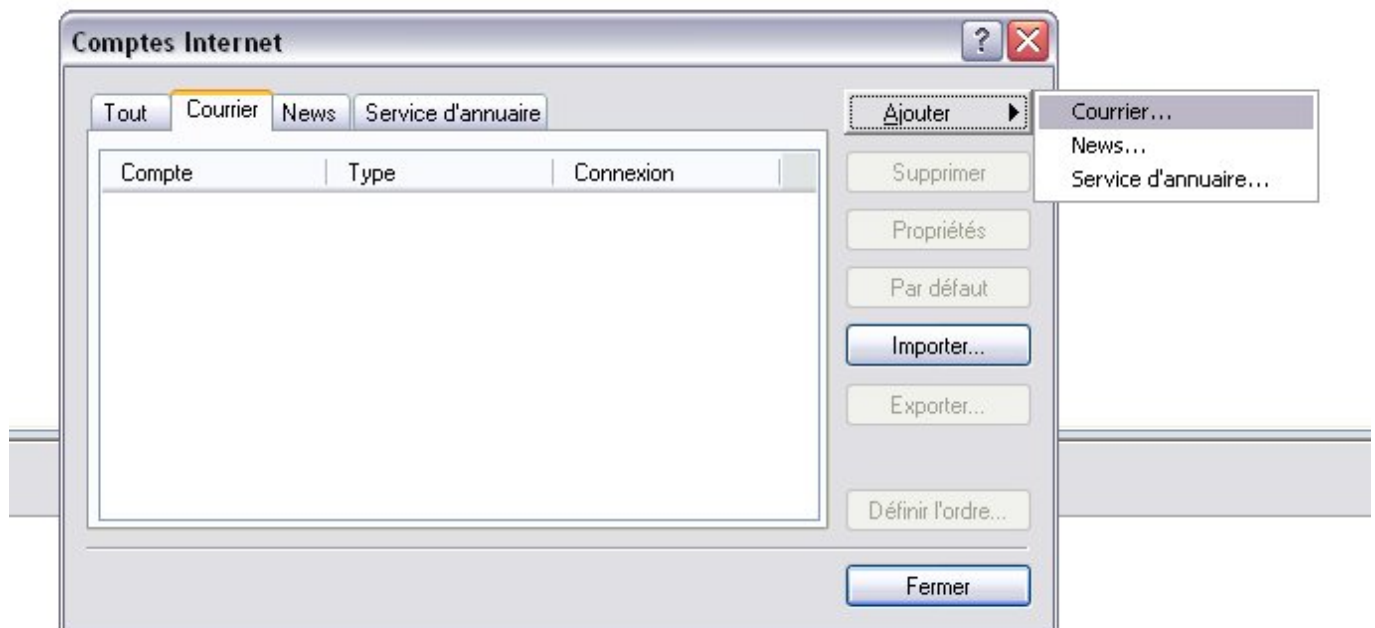 Comptes Internet
Tout Courrier News Service d'annuaire
Compte Type Connexion
Ajouter
Supprimer
Propriétés
Par défaut
Importer...
Exporter...
Définir l'ordre...
Fermer
Courrier...
News...
Service d'annuaire...